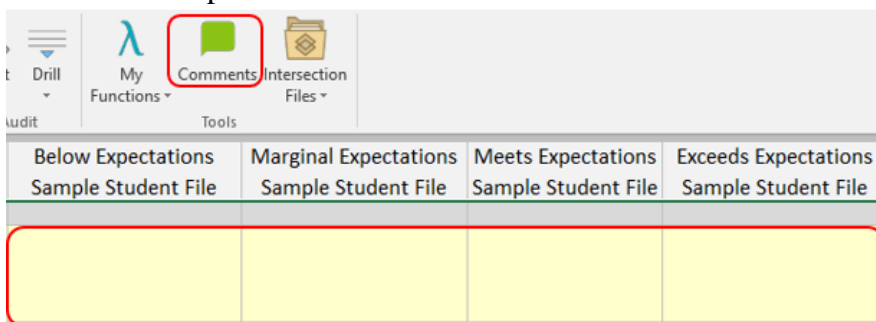 λ
Drill
My
Functions
Comments
Intersection
Files
Tools
Below Expectations
Sample Student File
Marginal Expectations
Sample Student File
Meets Expectations
Sample Student File
Exceeds Expectations
Sample Student File